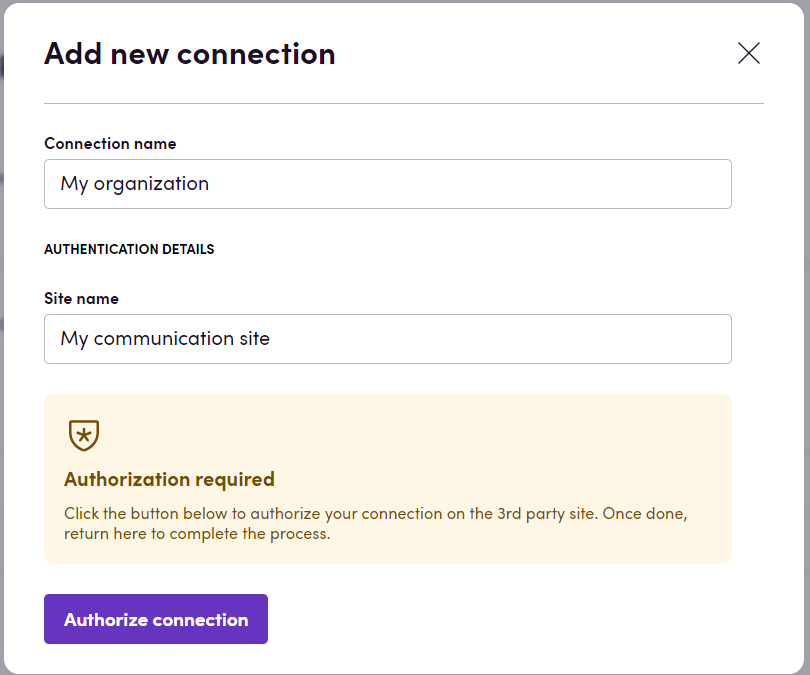 Add new connection
Connection name
My organization
AUTHENTICATION DETAILS
Site name
My communication site
Authorization required
Click the button below to authorize your connection on the 3rd party site. Once done,
return here to complete the process.
Authorize connection